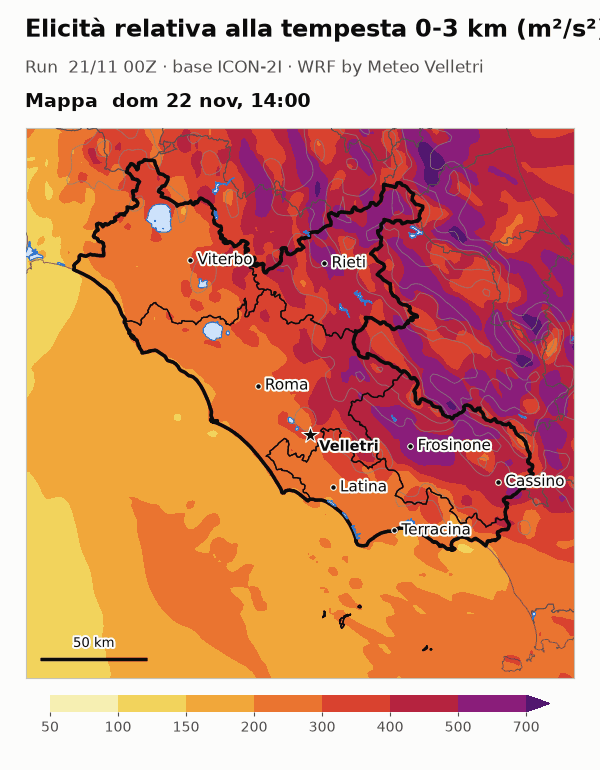 Elicità relativa alla tempesta 0-3 km (m²/s²)
Run 21/11 00Z · base ICON-2I · WRF by Meteo Velletri
Mappa dom 22 nov, 14:00
Viterbo
Rieti
Roma
Velletri
Frosinone
Cassino
Latina
Terracina
50 km
50 100 150 200 300 400 500 700